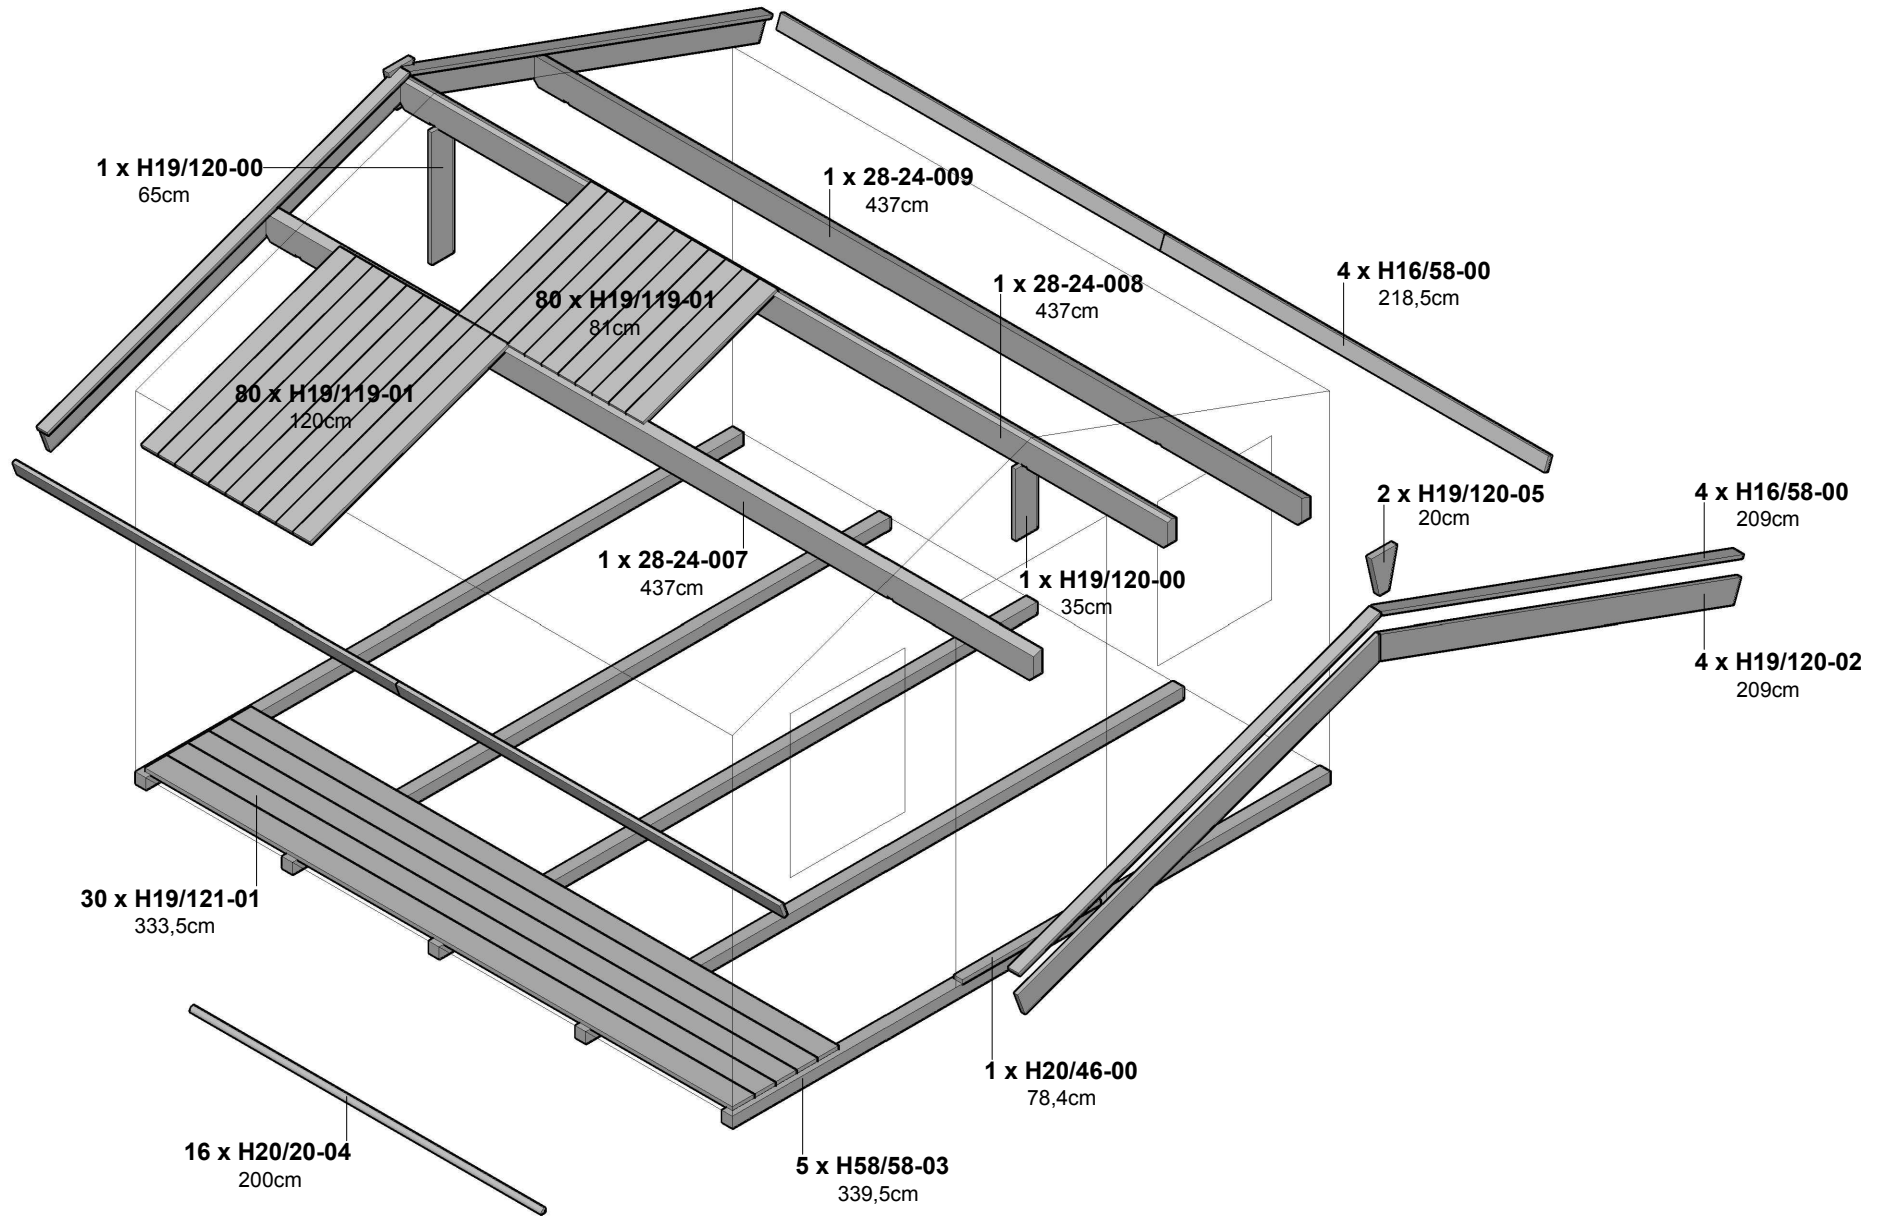 1 x H19/120-00
65cm
1 x 28-24-009
437cm
1 x 28-24-008
437cm
4 x H16/58-00
218,5cm
80 x H19/119-01
81cm
80 x H19/119-01
120cm
2 x H19/120-05
20cm
4 x H16/58-00
209cm
1 x 28-24-007
437cm
1 x H19/120-00
35cm
4 x H19/120-02
209cm
30 x H19/121-01
333,5cm
1 x H20/46-00
78,4cm
16 x H20/20-04
200cm
5 x H58/58-03
339,5cm